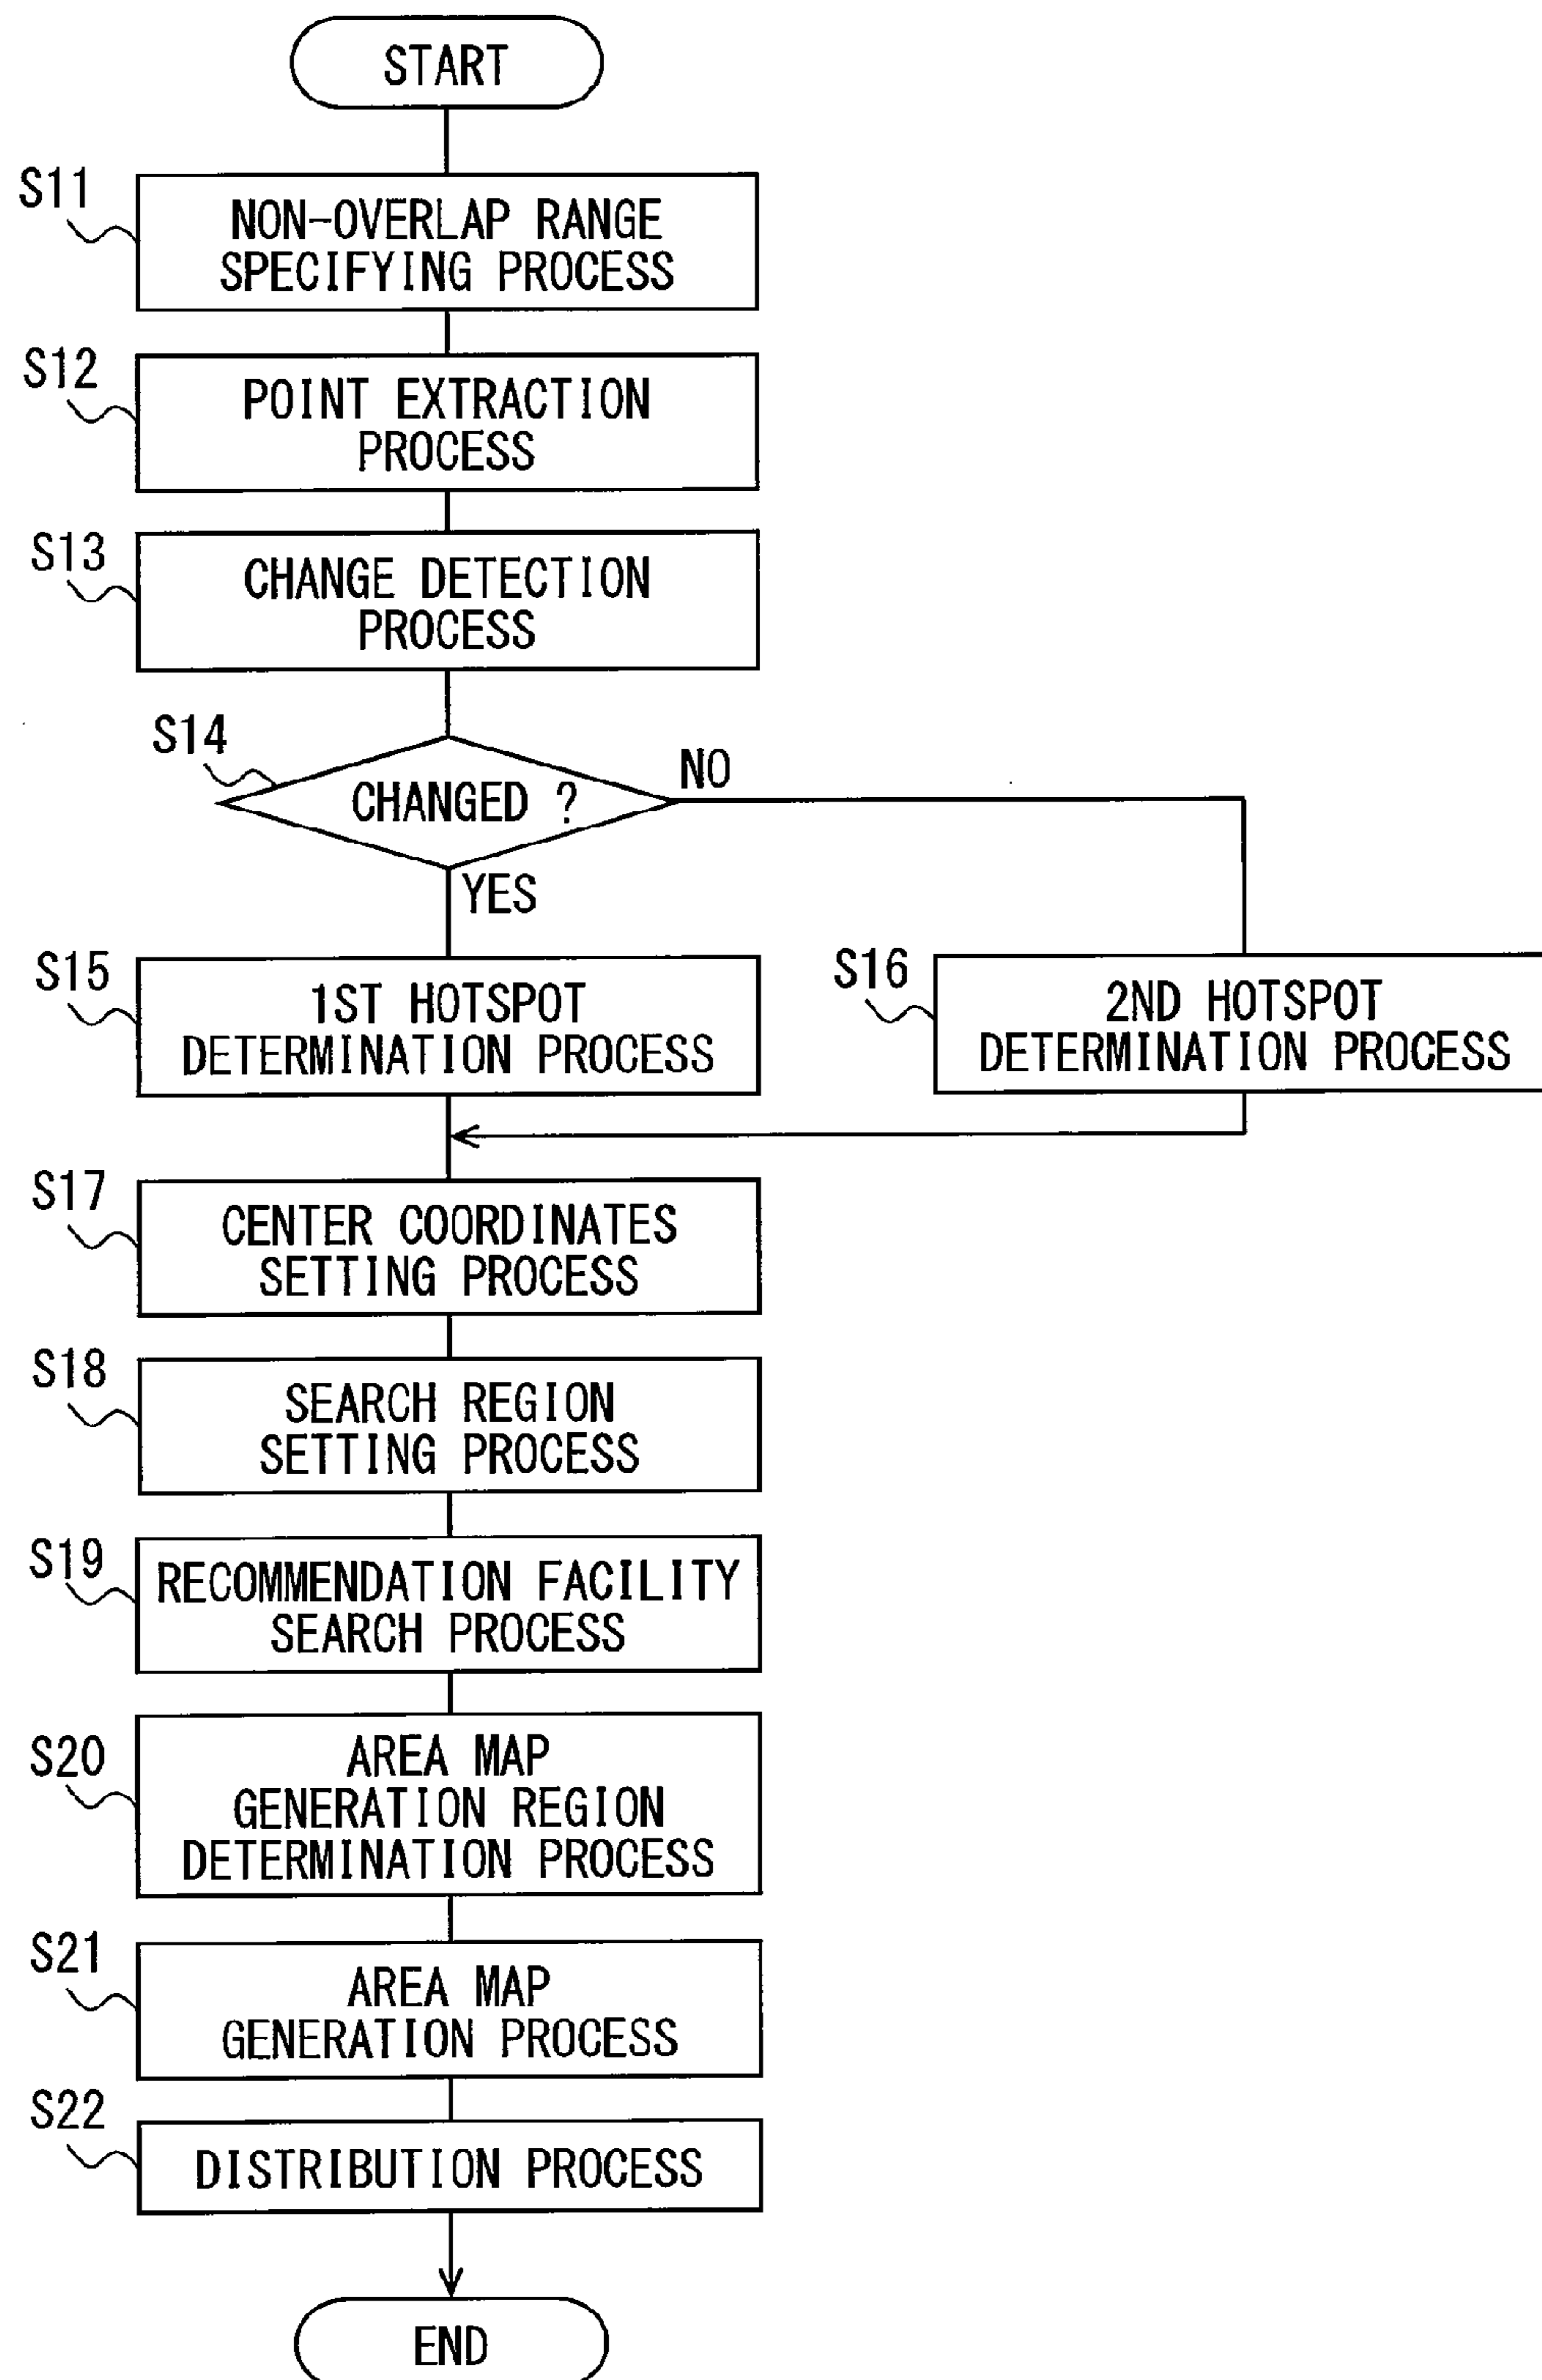 START
S11
NON-OVERLAP RANGE
SPECIFYING PROCESS
S12
POINT EXTRACTION
PROCESS
S13
CHANGE DETECTION
PROCESS
S14
CHANGED ?
NO
YES
S15
1ST HOTSPOT
DETERMINATION PROCESS
S16
2ND HOTSPOT
DETERMINATION PROCESS
S17
CENTER COORDINATES
SETTING PROCESS
S18
SEARCH REGION
SETTING PROCESS
S19
RECOMMENDATION FACILITY
SEARCH PROCESS
S20
AREA MAP
GENERATION REGION
DETERMINATION PROCESS
S21
AREA MAP
GENERATION PROCESS
S22
DISTRIBUTION PROCESS
END